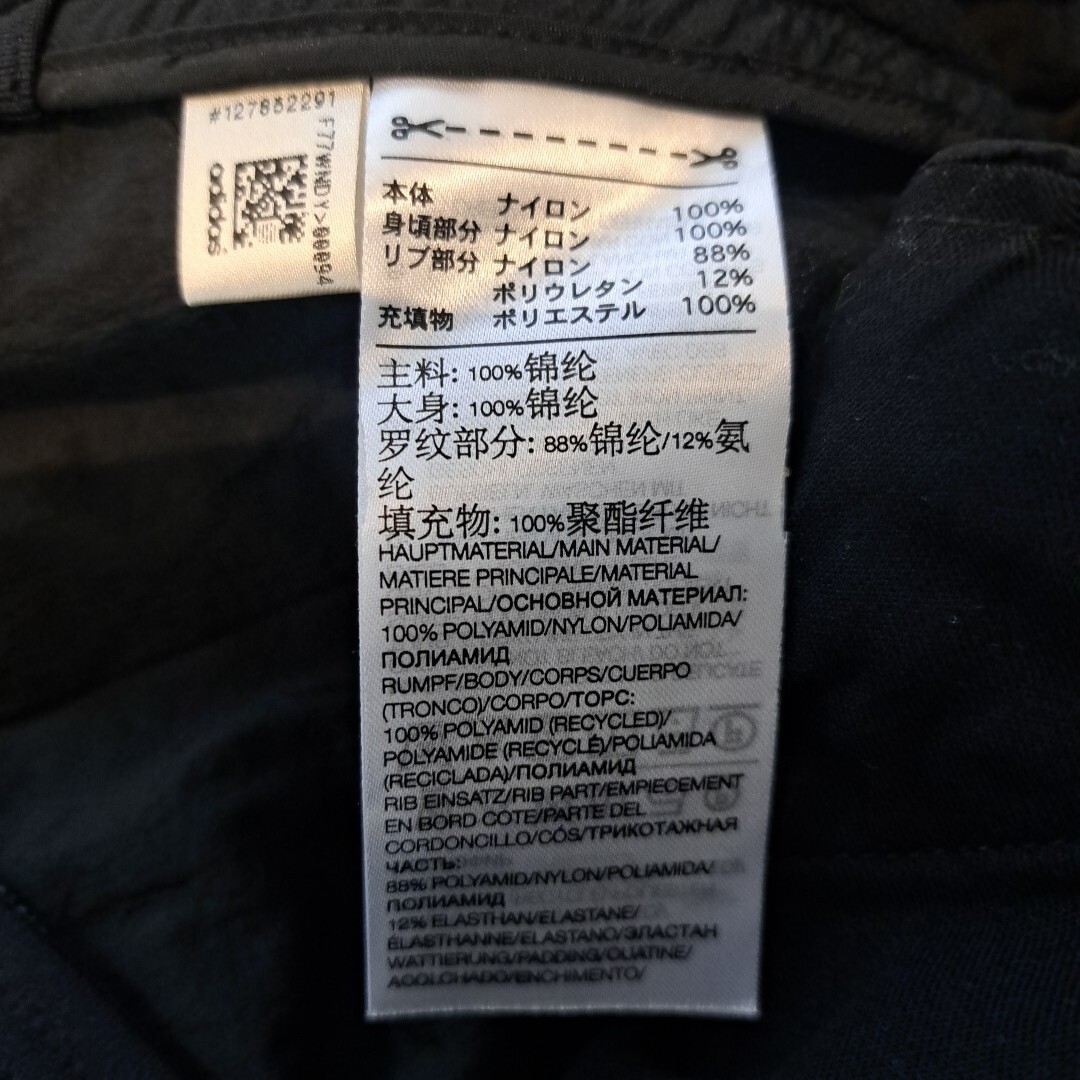 #127832291
F77WNDY>00094
adidas
本体 ナイロン 100%
身頃部分 ナイロン 100%
リブ部分 ナイロン 88%
ポリウレタン 12%
充填物 ポリエステル 100%
主料: 100%锦纶
大身: 100%锦纶
罗纹部分: 88%锦纶/12%氨
纶
填充物: 100%聚酯纤维
HAUPTMATERIAL/MAIN MATERIAL/
MATIERE PRINCIPALE/MATERIAL
PRINCIPAL/ОСНОВНОЙ МАТЕРИАЛ:
100% POLYAMID/NYLON/POLIAMIDA/
ПОЛИАМИД
RUMPF/BODY/CORPS/CUERPO
(TRONCO)/CORPO/ТОРС:
100% POLYAMID (RECYCLED)/
POLYAMIDE (RECYCLÉ)/POLIAMIDA
(RECICLADA)/ПОЛИАМИД
RIB EINSATZ/RIB PART/EMPIECEMENT
EN BORD COTE/PARTE DEL
CORDONCILLO/CÓS/ТРИКОТАЖНАЯ
ЧАСТЬ:
88% POLYAMID/NYLON/POLIAMIDA/
ПОЛИАМИД
12% ELASTHAN/ELASTANE/
ÉLASTHANNE/ELASTANO/ЭЛАСТАН
WATTIERUNG/PADDING/OUATINE/
ACOLCHADO/ENCHIMENTO/